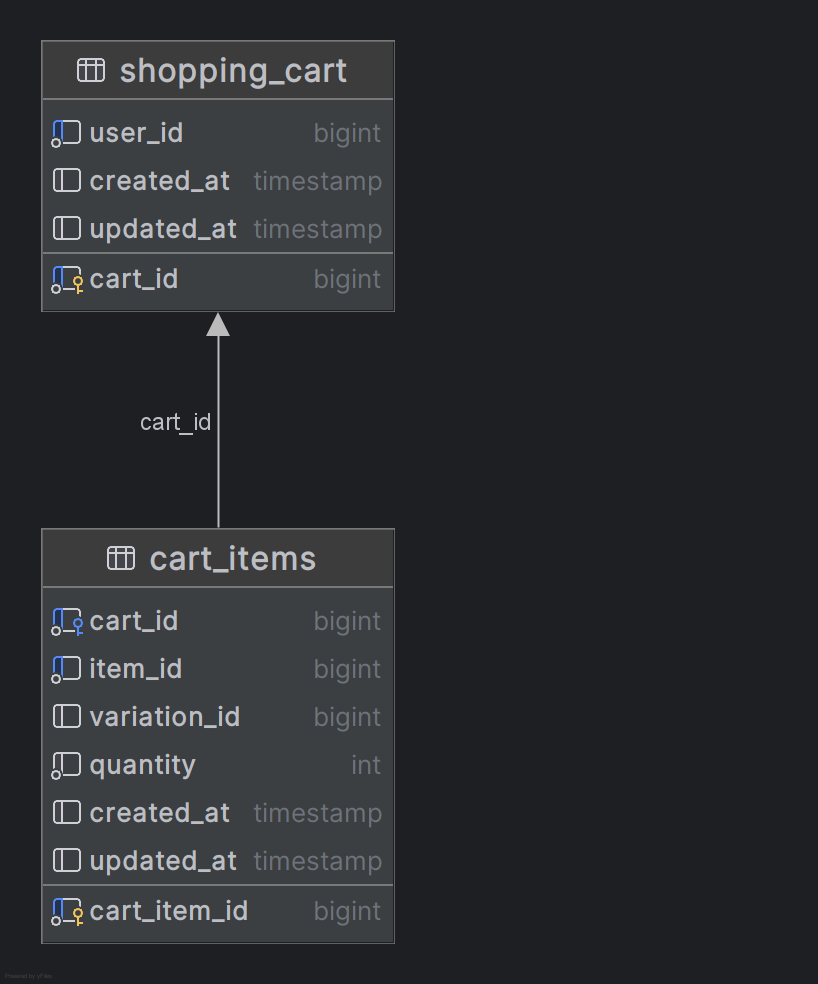 shopping_cart
user_id bigint
created_at timestamp
updated_at timestamp
cart_id bigint
cart_id
cart_items
cart_id bigint
item_id bigint
variation_id bigint
quantity int
created_at timestamp
updated_at timestamp
cart_item_id bigint
Powered by yFiles